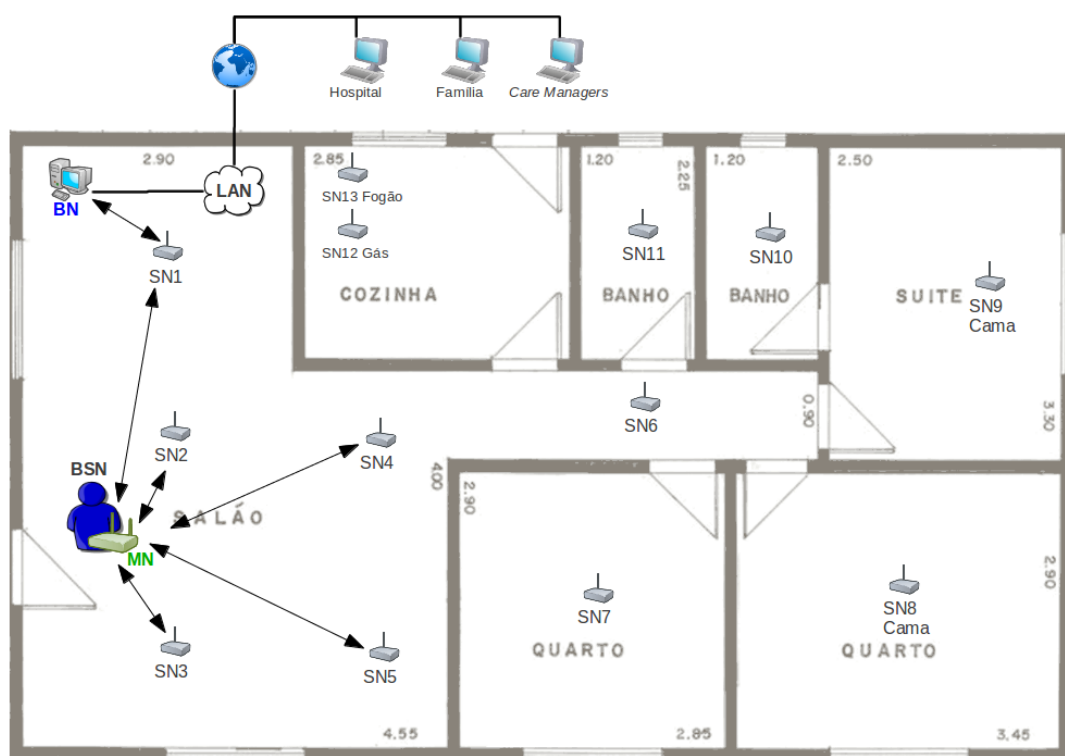 Hospital
Família
Care Managers
2.90
2.85
1.20
2.25
1.20
2.50
LAN
BN
SN13 Fogão
SN12 Gás
SN1
SN11
SN10
SN9
Cama
COZINHA
BANHO
BANHO
SUITE
SN6
0.90
3.30
SN2
SN4
BSN
4.00
2.90
SALÃO
MN
2.90
SN7
SN8
Cama
SN3
SN5
QUARTO
QUARTO
4.55
2.85
3.45